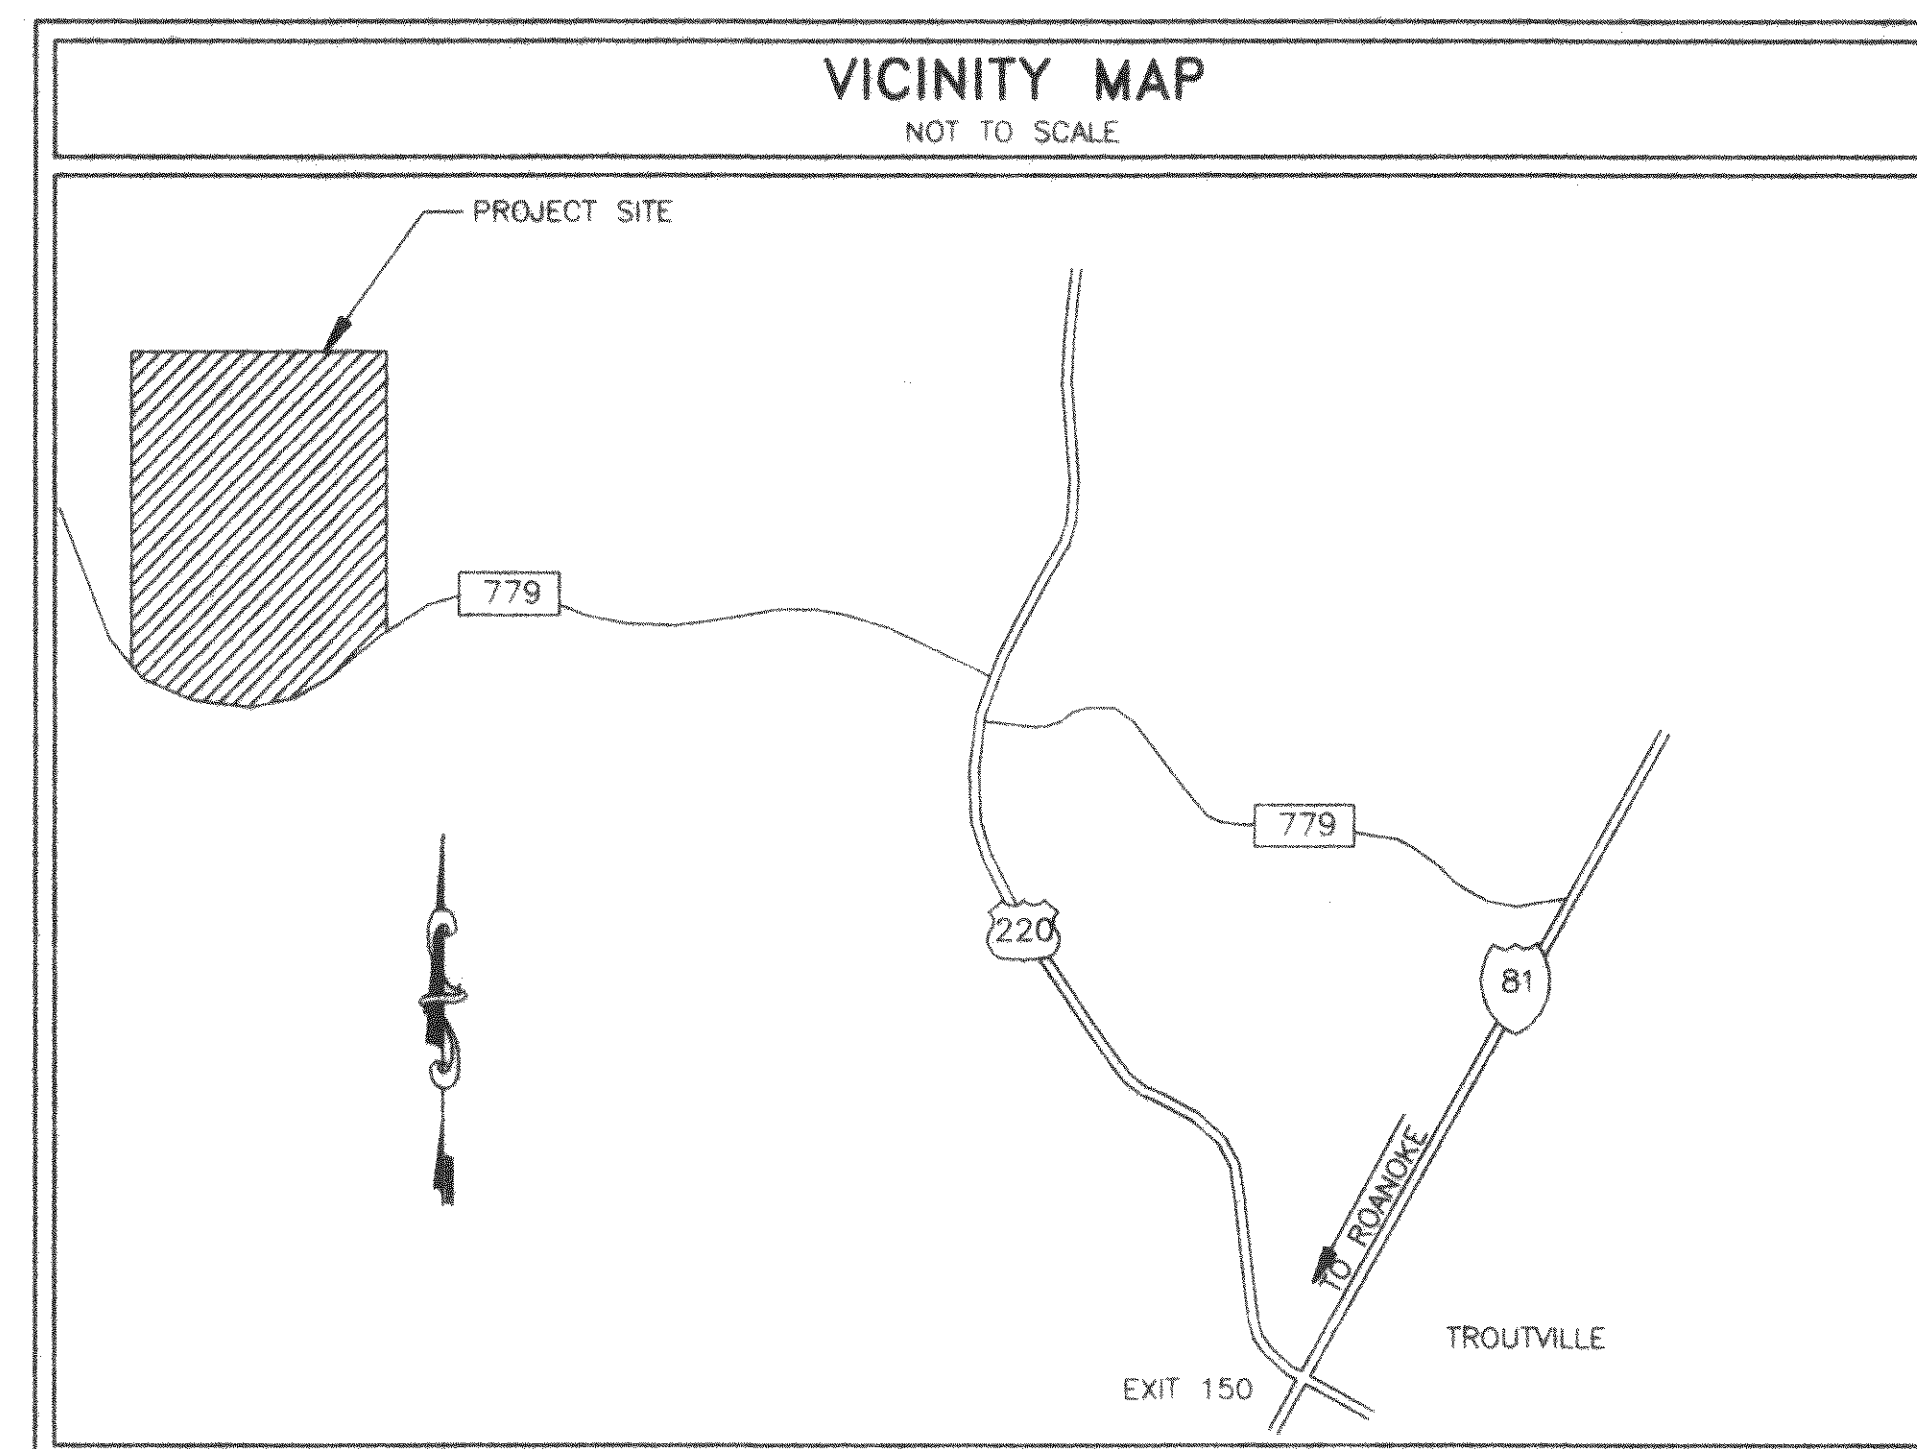 VICINITY MAP
NOT TO SCALE
PROJECT SITE
779
779
220
81
TO ROANOKE
TROUTVILLE
EXIT 150